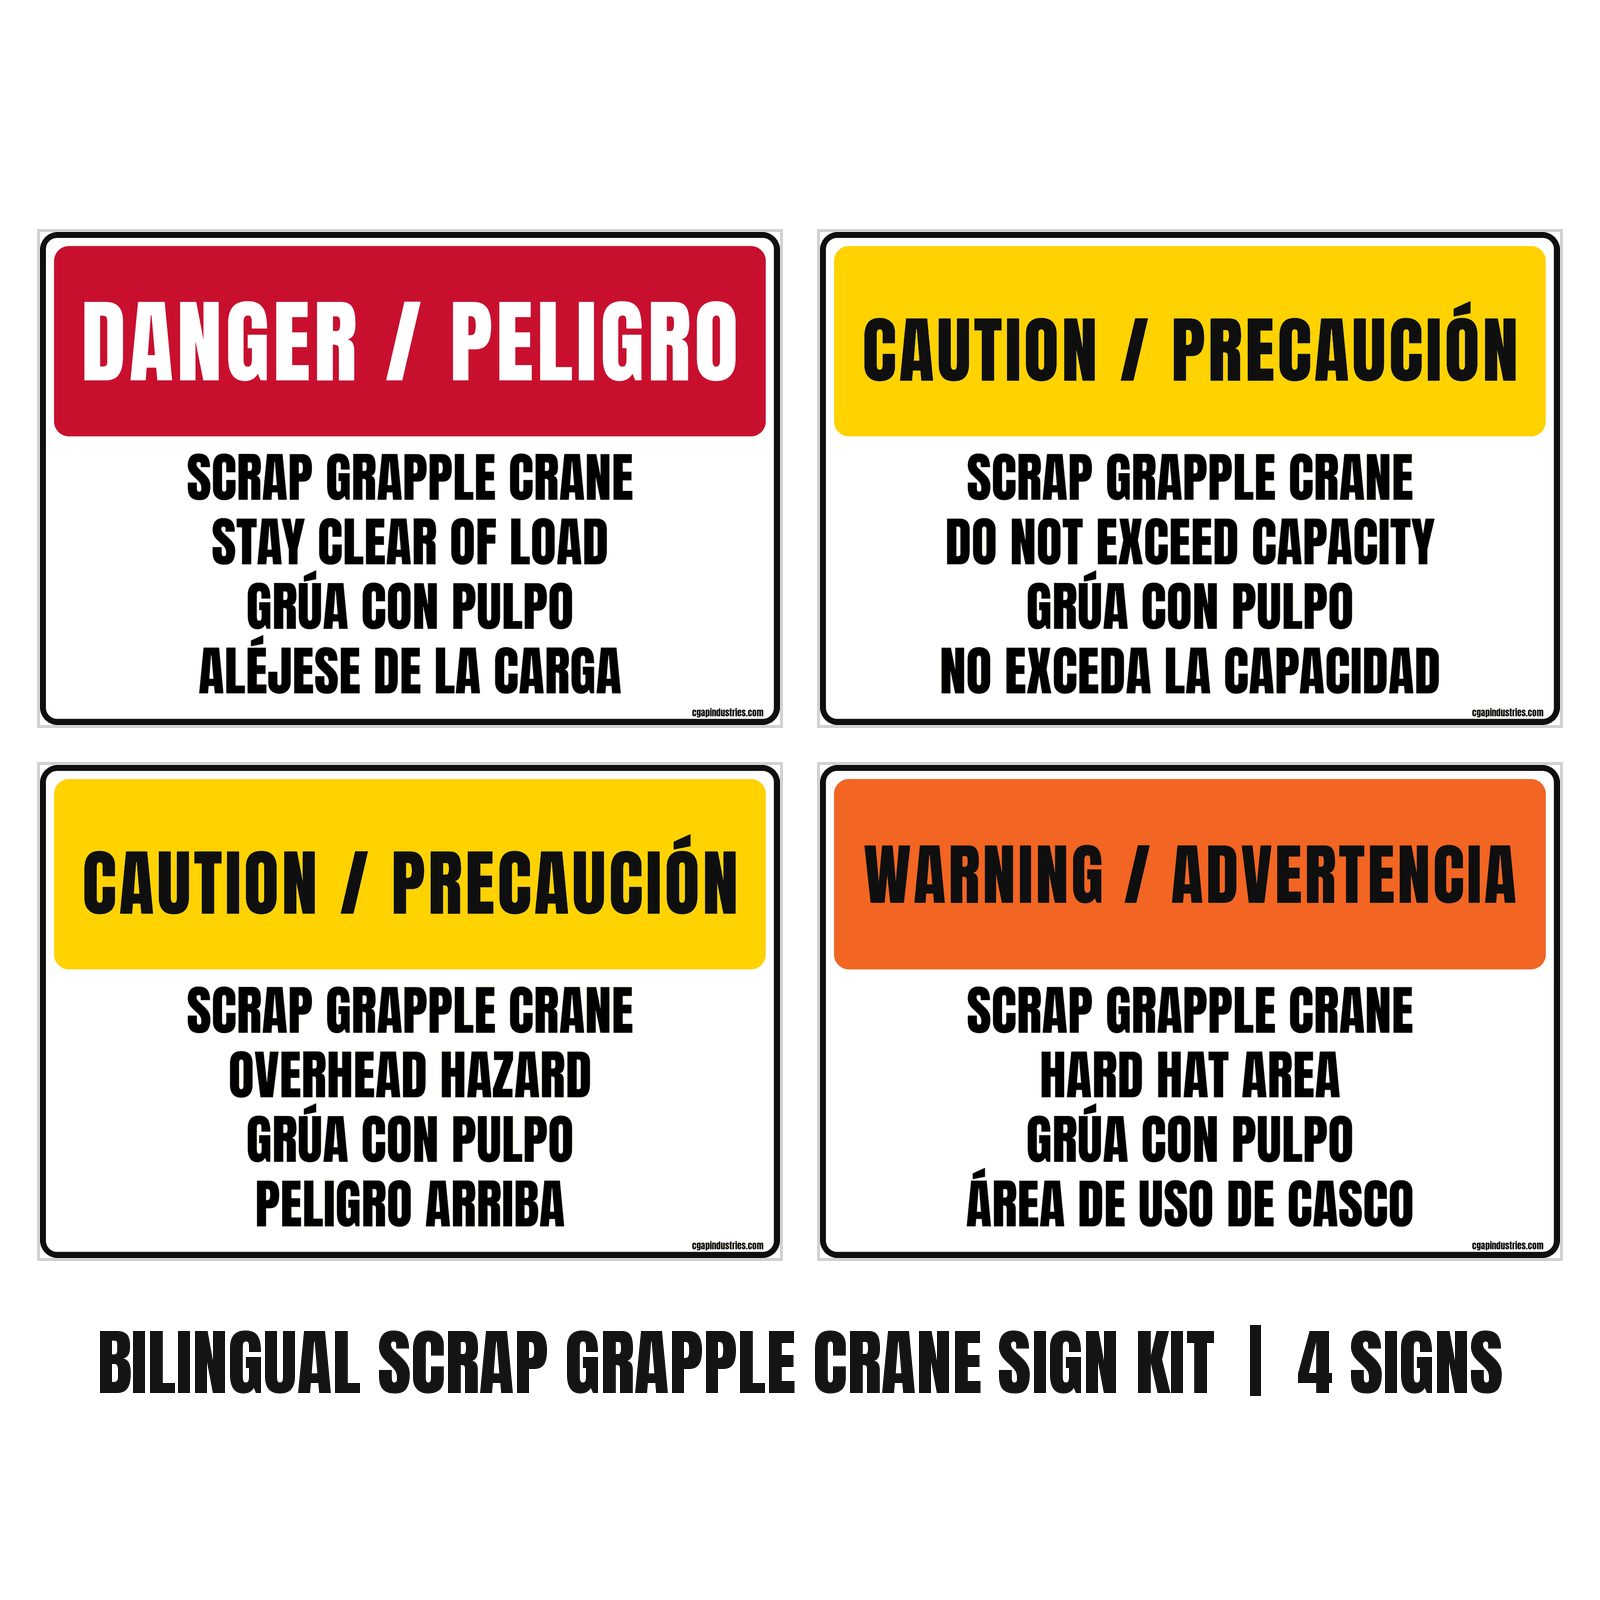 DANGER / PELIGRO
SCRAP GRAPPLE CRANE
STAY CLEAR OF LOAD
GRÚA CON PULPO
ALÉJESE DE LA CARGA
cgapindustries.com
CAUTION / PRECAUCIÓN
SCRAP GRAPPLE CRANE
DO NOT EXCEED CAPACITY
GRÚA CON PULPO
NO EXCEDA LA CAPACIDAD
cgapindustries.com
CAUTION / PRECAUCIÓN
SCRAP GRAPPLE CRANE
OVERHEAD HAZARD
GRÚA CON PULPO
PELIGRO ARRIBA
cgapindustries.com
WARNING / ADVERTENCIA
SCRAP GRAPPLE CRANE
HARD HAT AREA
GRÚA CON PULPO
ÁREA DE USO DE CASCO
cgapindustries.com
BILINGUAL SCRAP GRAPPLE CRANE SIGN KIT | 4 SIGNS